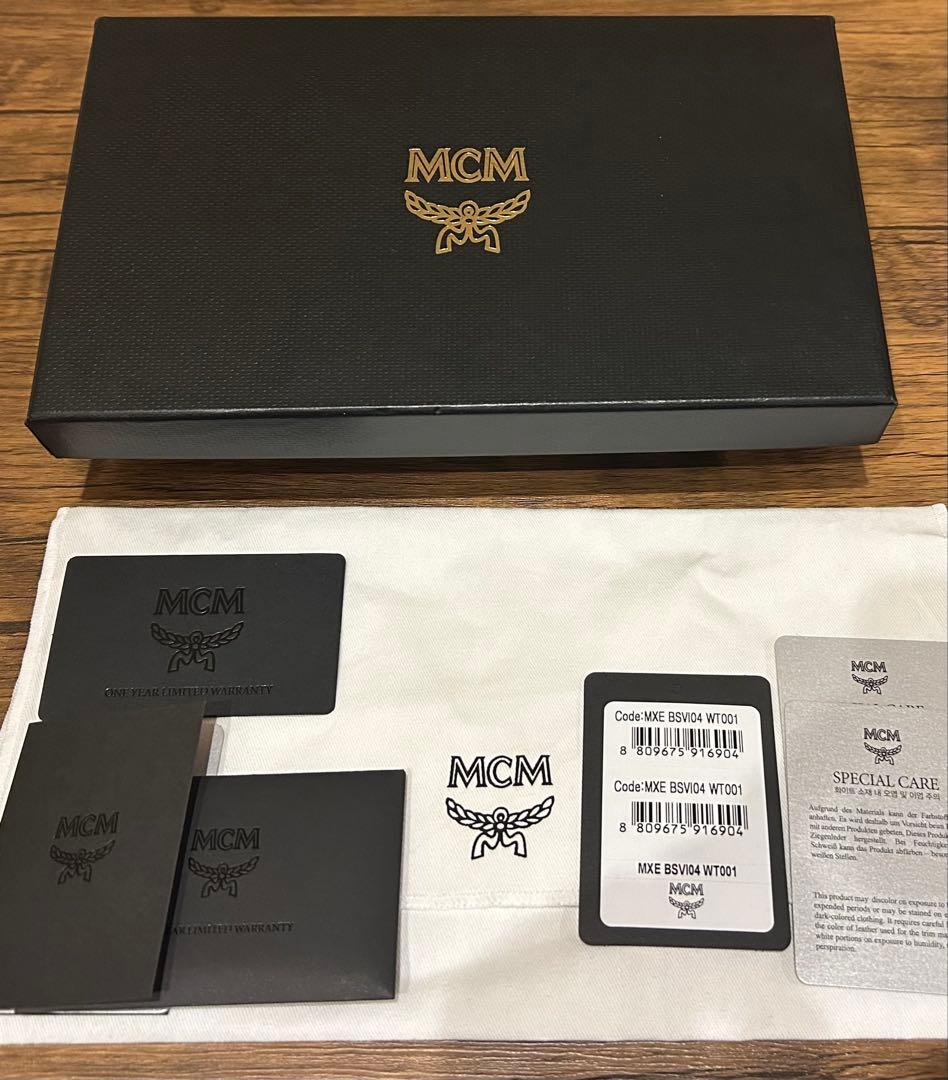 MCM
MCM
ONE YEAR LIMITED WARRANTY
MCM
MCM
LIMITED WARRANTY
MCM
Code:MXE BSVI04 WT001
8 809675 916904
Code:MXE BSVI04 WT001
8 809675 916904
MXE BSVI04 WT001
MCM
MCM
MCM
SPECIAL CARE
화이트 소재 내 오염 및 이염 주의
Aufgrund des Materials kann der
anhaften. Es wird deshalb um Vorsicht beim
mit anderen Produkten gebeten. Dieses
Ziegenleder hergestellt. Bei
Schweiß kann das Produkt abfärben –
weißen Stellen.
This product may discolor on exposure to
expended periods or may be stained on
dark-colored clothing. It requires careful
the color of leather used for the trim
white portions on exposure to humidity,
perspiration.